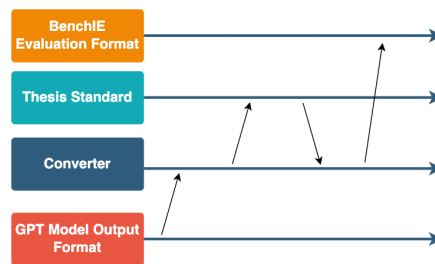 BenchIE
Evaluation Format
Thesis Standard
Converter
GPT Model Output
Format